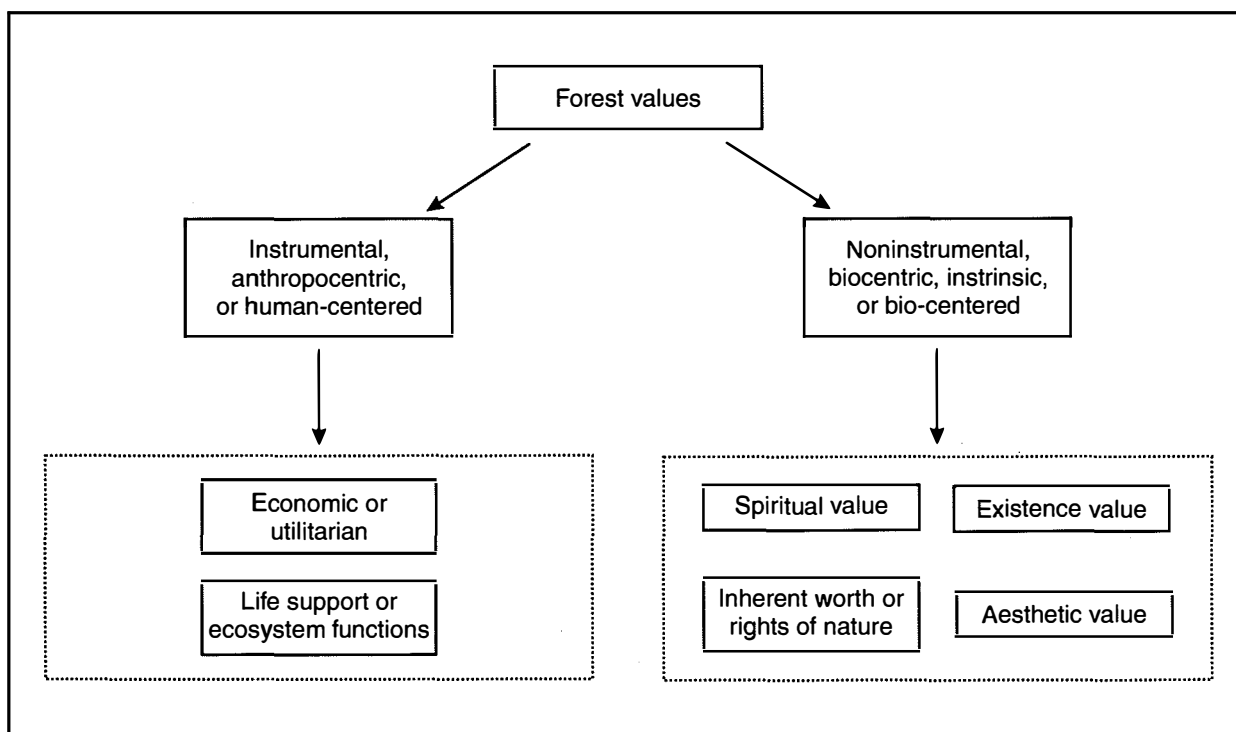 Forest values
Instrumental,
anthropocentric,
or human-centered
Noninstrumental,
biocentric, instrinsic,
or bio-centered
Economic or
utilitarian
Life support or
ecosystem functions
Spiritual value
Existence value
Inherent worth or
rights of nature
Aesthetic value